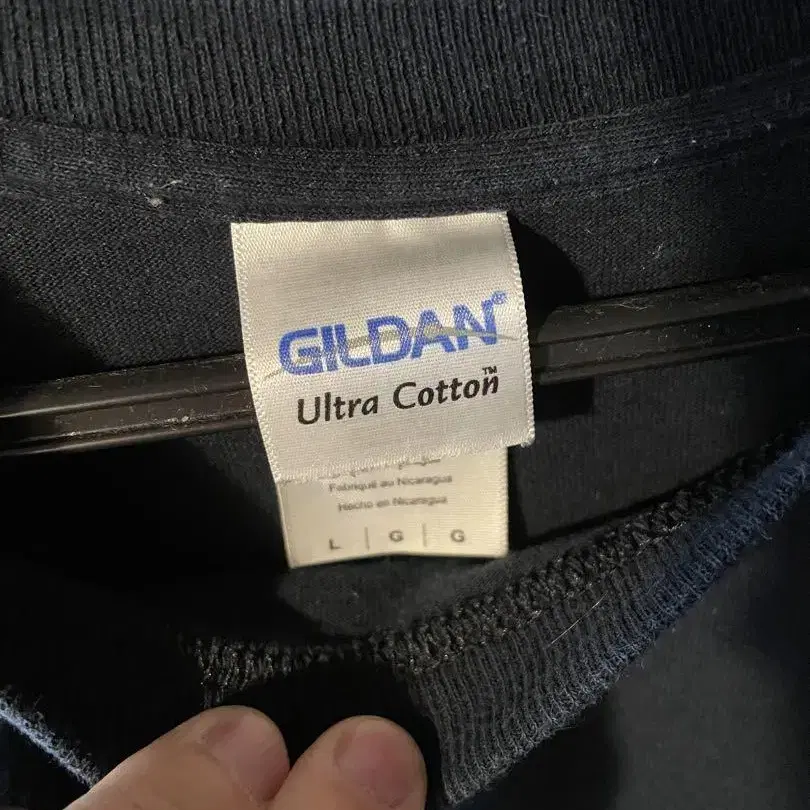 GILDAN®
Ultra Cotton™
Fabriqué au Nicaragua
Hecho en Nicaragua
L | G | G